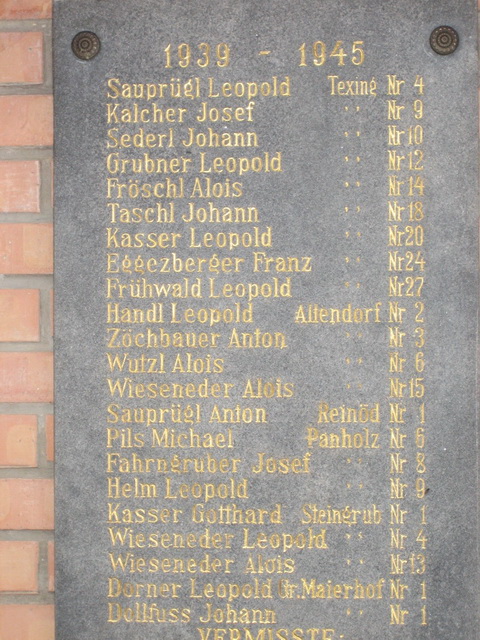 1939 - 1945
Sauprügl Leopold Texing Nr 4
Kalcher Josef " Nr 9
Sederl Johann " Nr 10
Grubner Leopold " Nr 12
Fröschl Alois " Nr 14
Taschl Johann " Nr 18
Kasser Leopold " Nr 20
Eggezberger Franz " Nr 24
Frühwald Leopold " Nr 27
Handl Leopold Altendorf Nr 2
Zöchbauer Anton " Nr 3
Wutzl Alois " Nr 6
Wieseneder Alois " Nr 15
Sauprügl Anton Reinöd Nr 1
Pils Michael Panholz Nr 6
Fahrngruber Josef " Nr 8
Helm Leopold " Nr 9
Kasser Gotthard Steingrub Nr 1
Wieseneder Leopold " Nr 4
Wieseneder Alois " Nr 13
Dorner Leopold Gr. Maierhof Nr 1
Dollfuss Johann " Nr 1
VERMISSTE